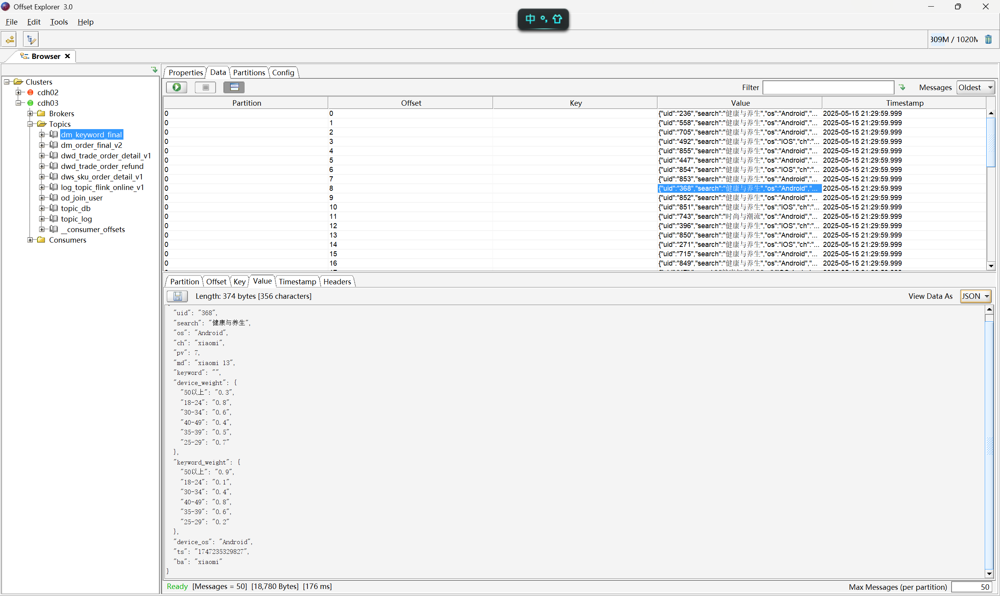 Offset Explorer 3.0
File Edit Tools Help
中 °,
309M / 1020M
Browser
Properties Data Partitions Config
Clusters
cdh02
cdh03
Brokers
Topics
dm_keyword_final
dm_order_final_v2
dwd_trade_order_detail_v1
dwd_trade_order_refund
dws_sku_order_detail_v1
log_topic_flink_online_v1
od_join_user
topic_db
topic_log
__consumer_offsets
Consumers
Filter Messages Oldest
Partition Offset Key Value Timestamp
0 0 {"uid":"236","search":"健康与养生","os":"Android","... 2025-05-15 21:29:59.999
0 1 {"uid":"558","search":"健康与养生","os":"Android","... 2025-05-15 21:29:59.999
0 2 {"uid":"705","search":"健康与养生","os":"Android","... 2025-05-15 21:29:59.999
0 3 {"uid":"492","search":"健康与养生","os":"iOS","ch":"... 2025-05-15 21:29:59.999
0 4 {"uid":"855","search":"健康与养生","os":"Android","... 2025-05-15 21:29:59.999
0 5 {"uid":"447","search":"健康与养生","os":"Android","... 2025-05-15 21:29:59.999
0 6 {"uid":"854","search":"健康与养生","os":"iOS","ch":"... 2025-05-15 21:29:59.999
0 7 {"uid":"853","search":"健康与养生","os":"Android","... 2025-05-15 21:29:59.999
0 8 {"uid":"368","search":"健康与养生","os":"Android","... 2025-05-15 21:29:59.999
0 9 {"uid":"852","search":"健康与养生","os":"Android","... 2025-05-15 21:29:59.999
0 10 {"uid":"851","search":"健康与养生","os":"iOS","ch":"... 2025-05-15 21:29:59.999
0 11 {"uid":"743","search":"时尚与潮流","os":"Android","... 2025-05-15 21:29:59.999
0 12 {"uid":"396","search":"健康与养生","os":"iOS","ch":"... 2025-05-15 21:29:59.999
0 13 {"uid":"850","search":"健康与养生","os":"Android","... 2025-05-15 21:29:59.999
0 14 {"uid":"271","search":"健康与养生","os":"iOS","ch":"... 2025-05-15 21:29:59.999
0 15 {"uid":"715","search":"健康与养生","os":"Android","... 2025-05-15 21:29:59.999
0 16 {"uid":"849","search":"健康与养生","os":"Android","... 2025-05-15 21:29:59.999
Partition Offset Key Value Timestamp Headers
Length: 374 bytes [356 characters] View Data As JSON
"uid": "368",
"search": "健康与养生",
"os": "Android",
"ch": "xiaomi",
"pv": 7,
"md": "xiaomi 13",
"keyword": "",
"device_weight": {
"50以上": "0.3",
"18-24": "0.8",
"30-34": "0.6",
"40-49": "0.4",
"35-39": "0.5",
"25-29": "0.7"
},
"keyword_weight": {
"50以上": "0.9",
"18-24": "0.1",
"30-34": "0.4",
"40-49": "0.8",
"35-39": "0.6",
"25-29": "0.2"
},
"device_os": "Android",
"ts": "1747235329827",
"ba": "xiaomi"
}
Ready [Messages = 50] [18,780 Bytes] [176 ms] Max Messages (per partition) 50